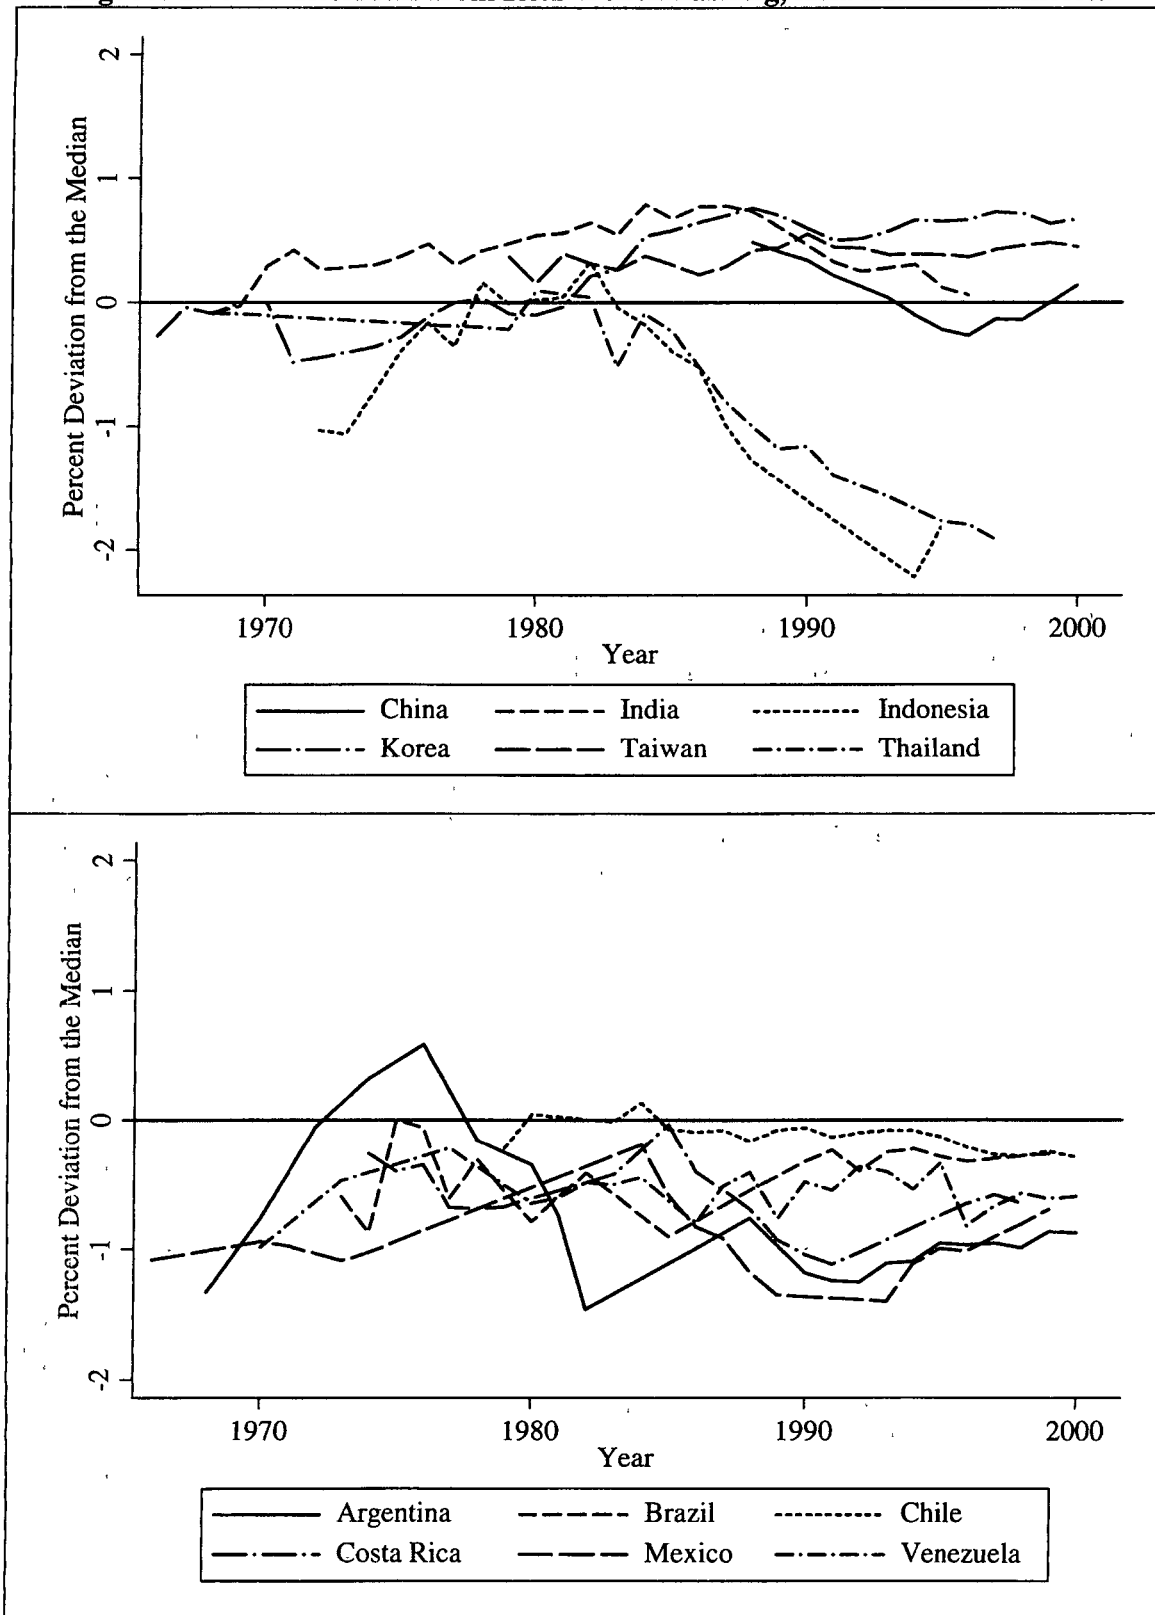 2
1
0
-1
-2
Percent Deviation from the Median
1970 1980 1990 2000
Year
China India Indonesia
Korea Taiwan Thailand
2
1
0
-1
-2
Percent Deviation from the Median
1970 1980 1990 2000
Year
Argentina Brazil Chile
Costa Rica Mexico Venezuela